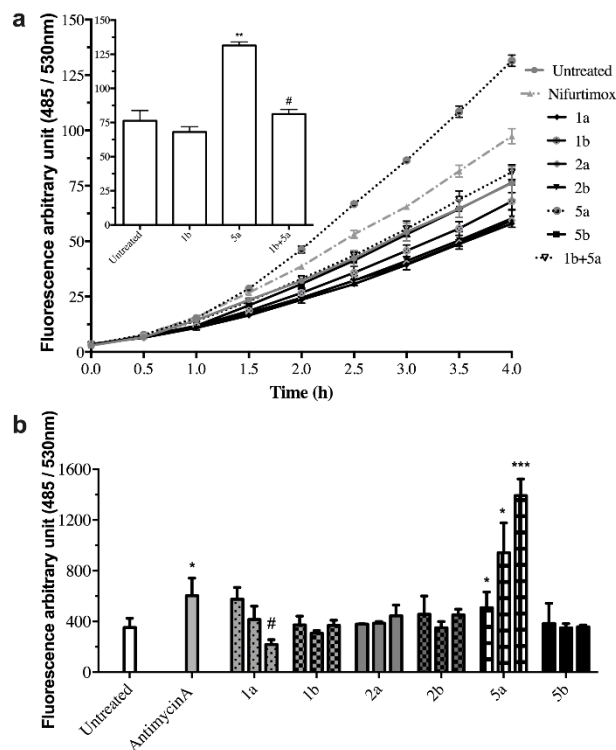 a
Fluorescence arbitrary unit (485 / 530nm)
150
125
100
75
50
25
0
150
125
100
75
50
25
0
**
#
Untreated
1b
5a
1b+5a
Untreated
Nifurtimox
1a
1b
2a
2b
5a
5b
1b+5a
0.0 0.5 1.0 1.5 2.0 2.5 3.0 3.5 4.0
Time (h)
b
Fluorescence arbitrary unit (485 / 530nm)
1600
1200
800
400
0
*
#
*
*
***
Untreated
AntimycinA
1a
1b
2a
2b
5a
5b